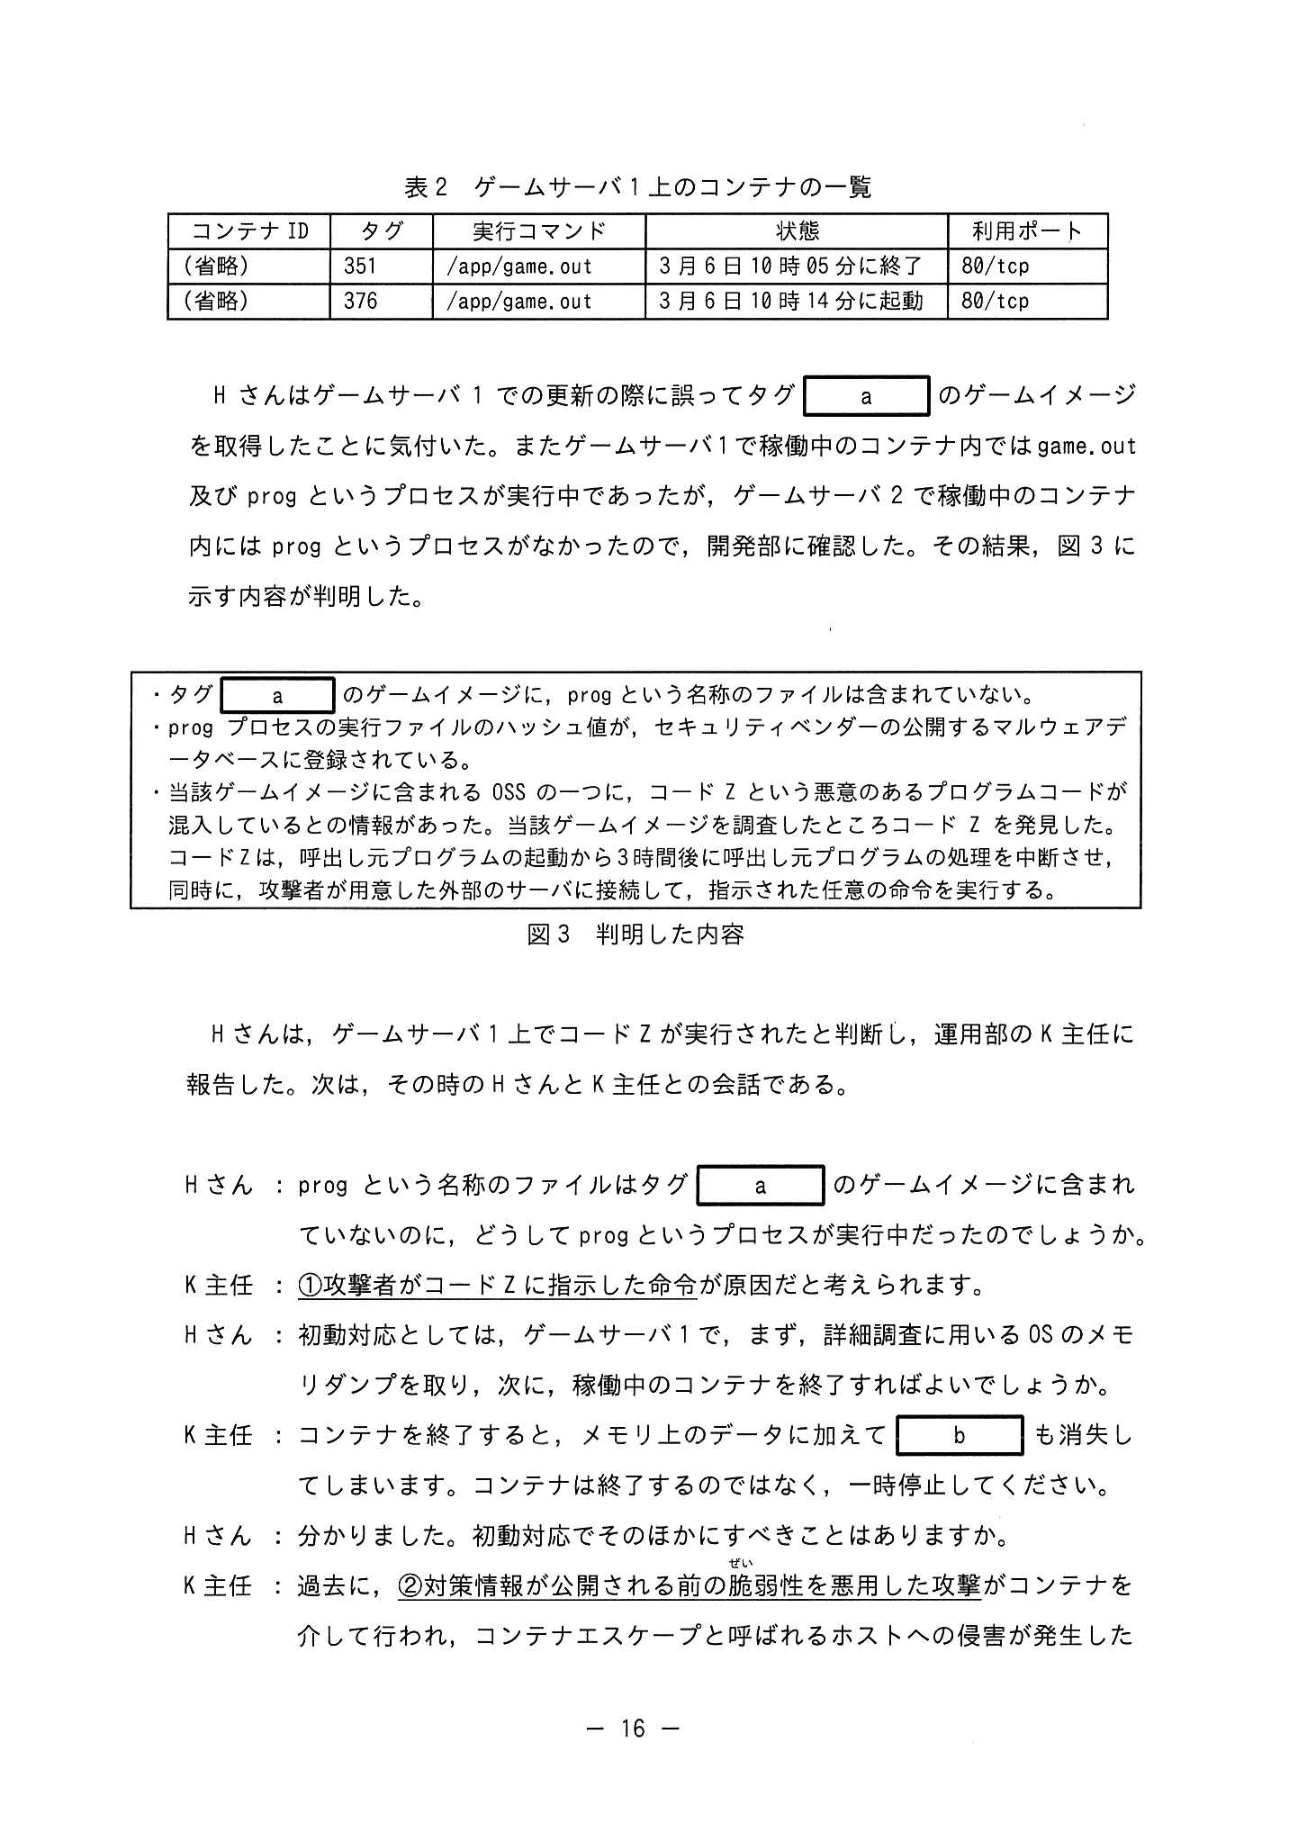 表2 ゲームサーバ1上のコンテナの一覧
コンテナID タグ 実行コマンド 状態 利用ポート
(省略) 351 /app/game.out 3月6日10時05分に終了 80/tcp
(省略) 376 /app/game.out 3月6日10時14分に起動 80/tcp
Hさんはゲームサーバ1での更新の際に誤ってタグ a のゲームイメージ
を取得したことに気付いた。またゲームサーバ1で稼働中のコンテナ内ではgame.out
及びprogというプロセスが実行中であったが，ゲームサーバ2で稼働中のコンテナ
内にはprogというプロセスがなかったので，開発部に確認した。その結果，図3に
示す内容が判明した。
・タグ a のゲームイメージに，progという名称のファイルは含まれていない。
・prog プロセスの実行ファイルのハッシュ値が，セキュリティベンダーの公開するマルウェアデ
ータベースに登録されている。
・当該ゲームイメージに含まれるOSSの一つに，コードZという悪意のあるプログラムコードが
混入しているとの情報があった。当該ゲームイメージを調査したところコードZを発見した。
コードZは，呼出し元プログラムの起動から3時間後に呼出し元プログラムの処理を中断させ，
同時に，攻撃者が用意した外部のサーバに接続して，指示された任意の命令を実行する。
図3 判明した内容
Hさんは，ゲームサーバ1上でコードZが実行されたと判断し，運用部のK主任に
報告した。次は，その時のHさんとK主任との会話である。
Hさん ：progという名称のファイルはタグ a のゲームイメージに含まれ
ていないのに，どうしてprogというプロセスが実行中だったのでしょうか。
K主任 ：①攻撃者がコードZに指示した命令が原因だと考えられます。
Hさん ：初動対応としては，ゲームサーバ1で，まず，詳細調査に用いるOSのメモ
リダンプを取り，次に，稼働中のコンテナを終了すればよいでしょうか。
K主任 ：コンテナを終了すると，メモリ上のデータに加えて b も消失し
てしまいます。コンテナは終了するのではなく，一時停止してください。
Hさん ：分かりました。初動対応でそのほかにすべきことはありますか。
ぜい
K主任 ：過去に，②対策情報が公開される前の脆弱性を悪用した攻撃がコンテナを
介して行われ，コンテナエスケープと呼ばれるホストへの侵害が発生した
－ 16 －